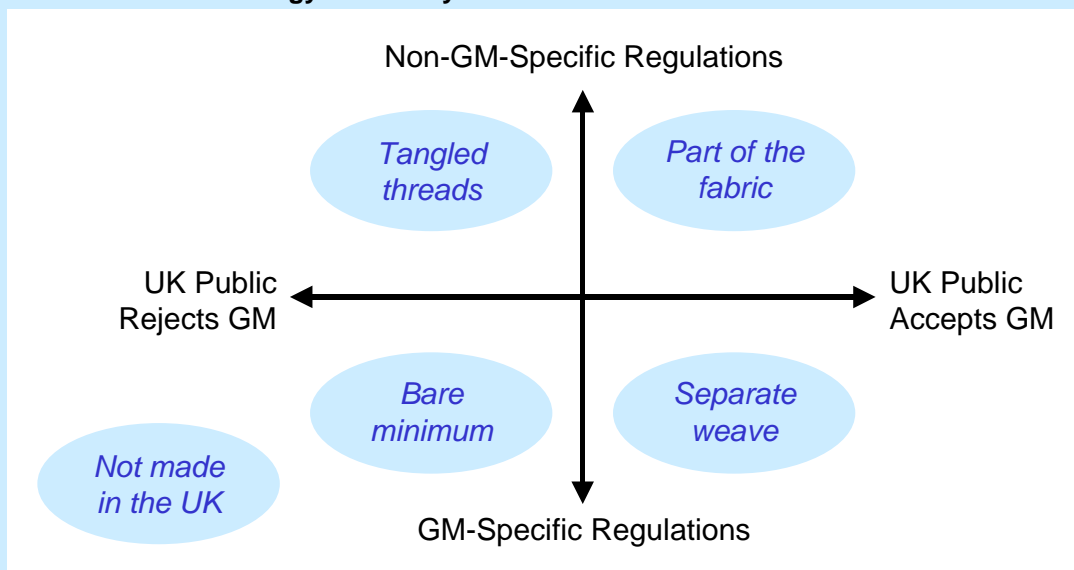 Non-GM-Specific Regulations
Tangled
threads
Part of the
fabric
UK Public
Rejects GM
UK Public
Accepts GM
Bare
minimum
Separate
weave
Not made
in the UK
GM-Specific Regulations